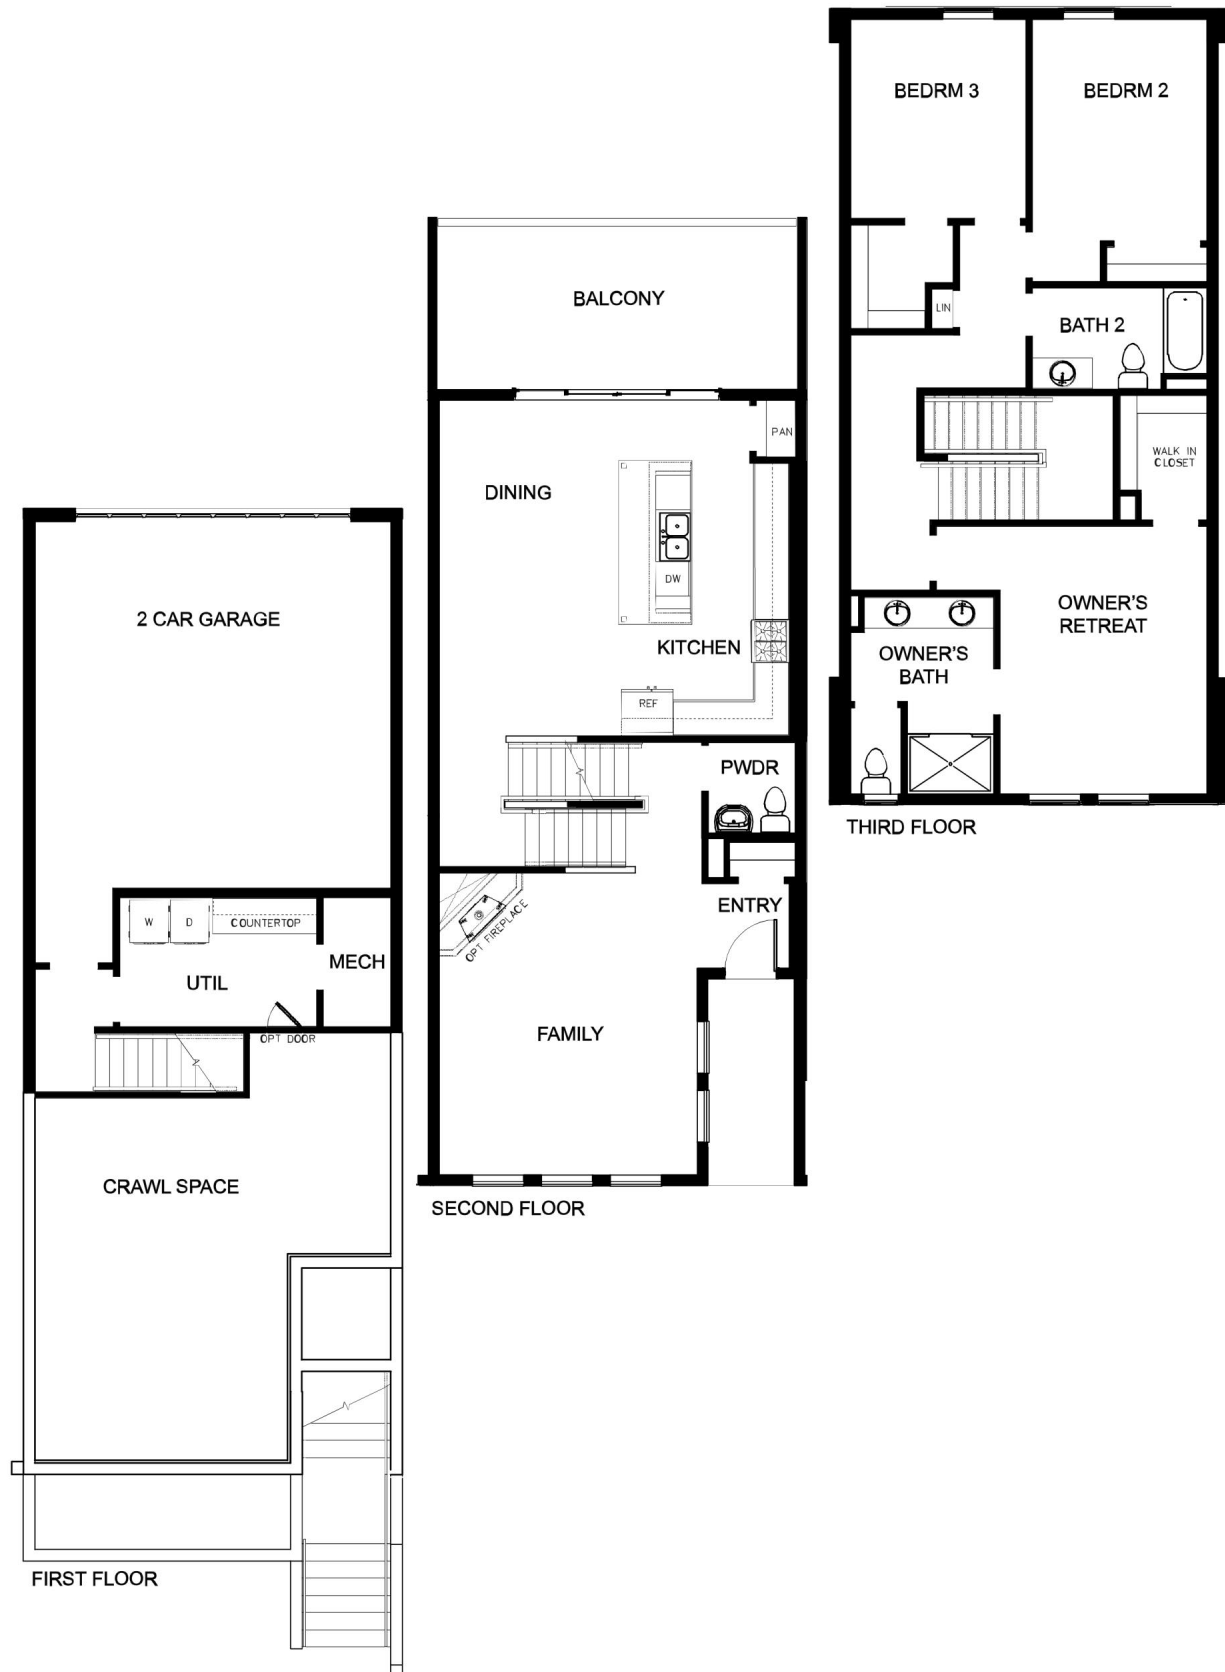 2 CAR GARAGE
W
D
COUNTERTOP
UTIL
MECH
OPT DOOR
CRAWL SPACE
FIRST FLOOR
BALCONY
PAN
DINING
DW
KITCHEN
REF
PWDR
ENTRY
OPT FIREPLACE
FAMILY
SECOND FLOOR
BEDRM 3
BEDRM 2
LIN
BATH 2
WALK IN
CLOSET
OWNER'S
RETREAT
OWNER'S
BATH
THIRD FLOOR